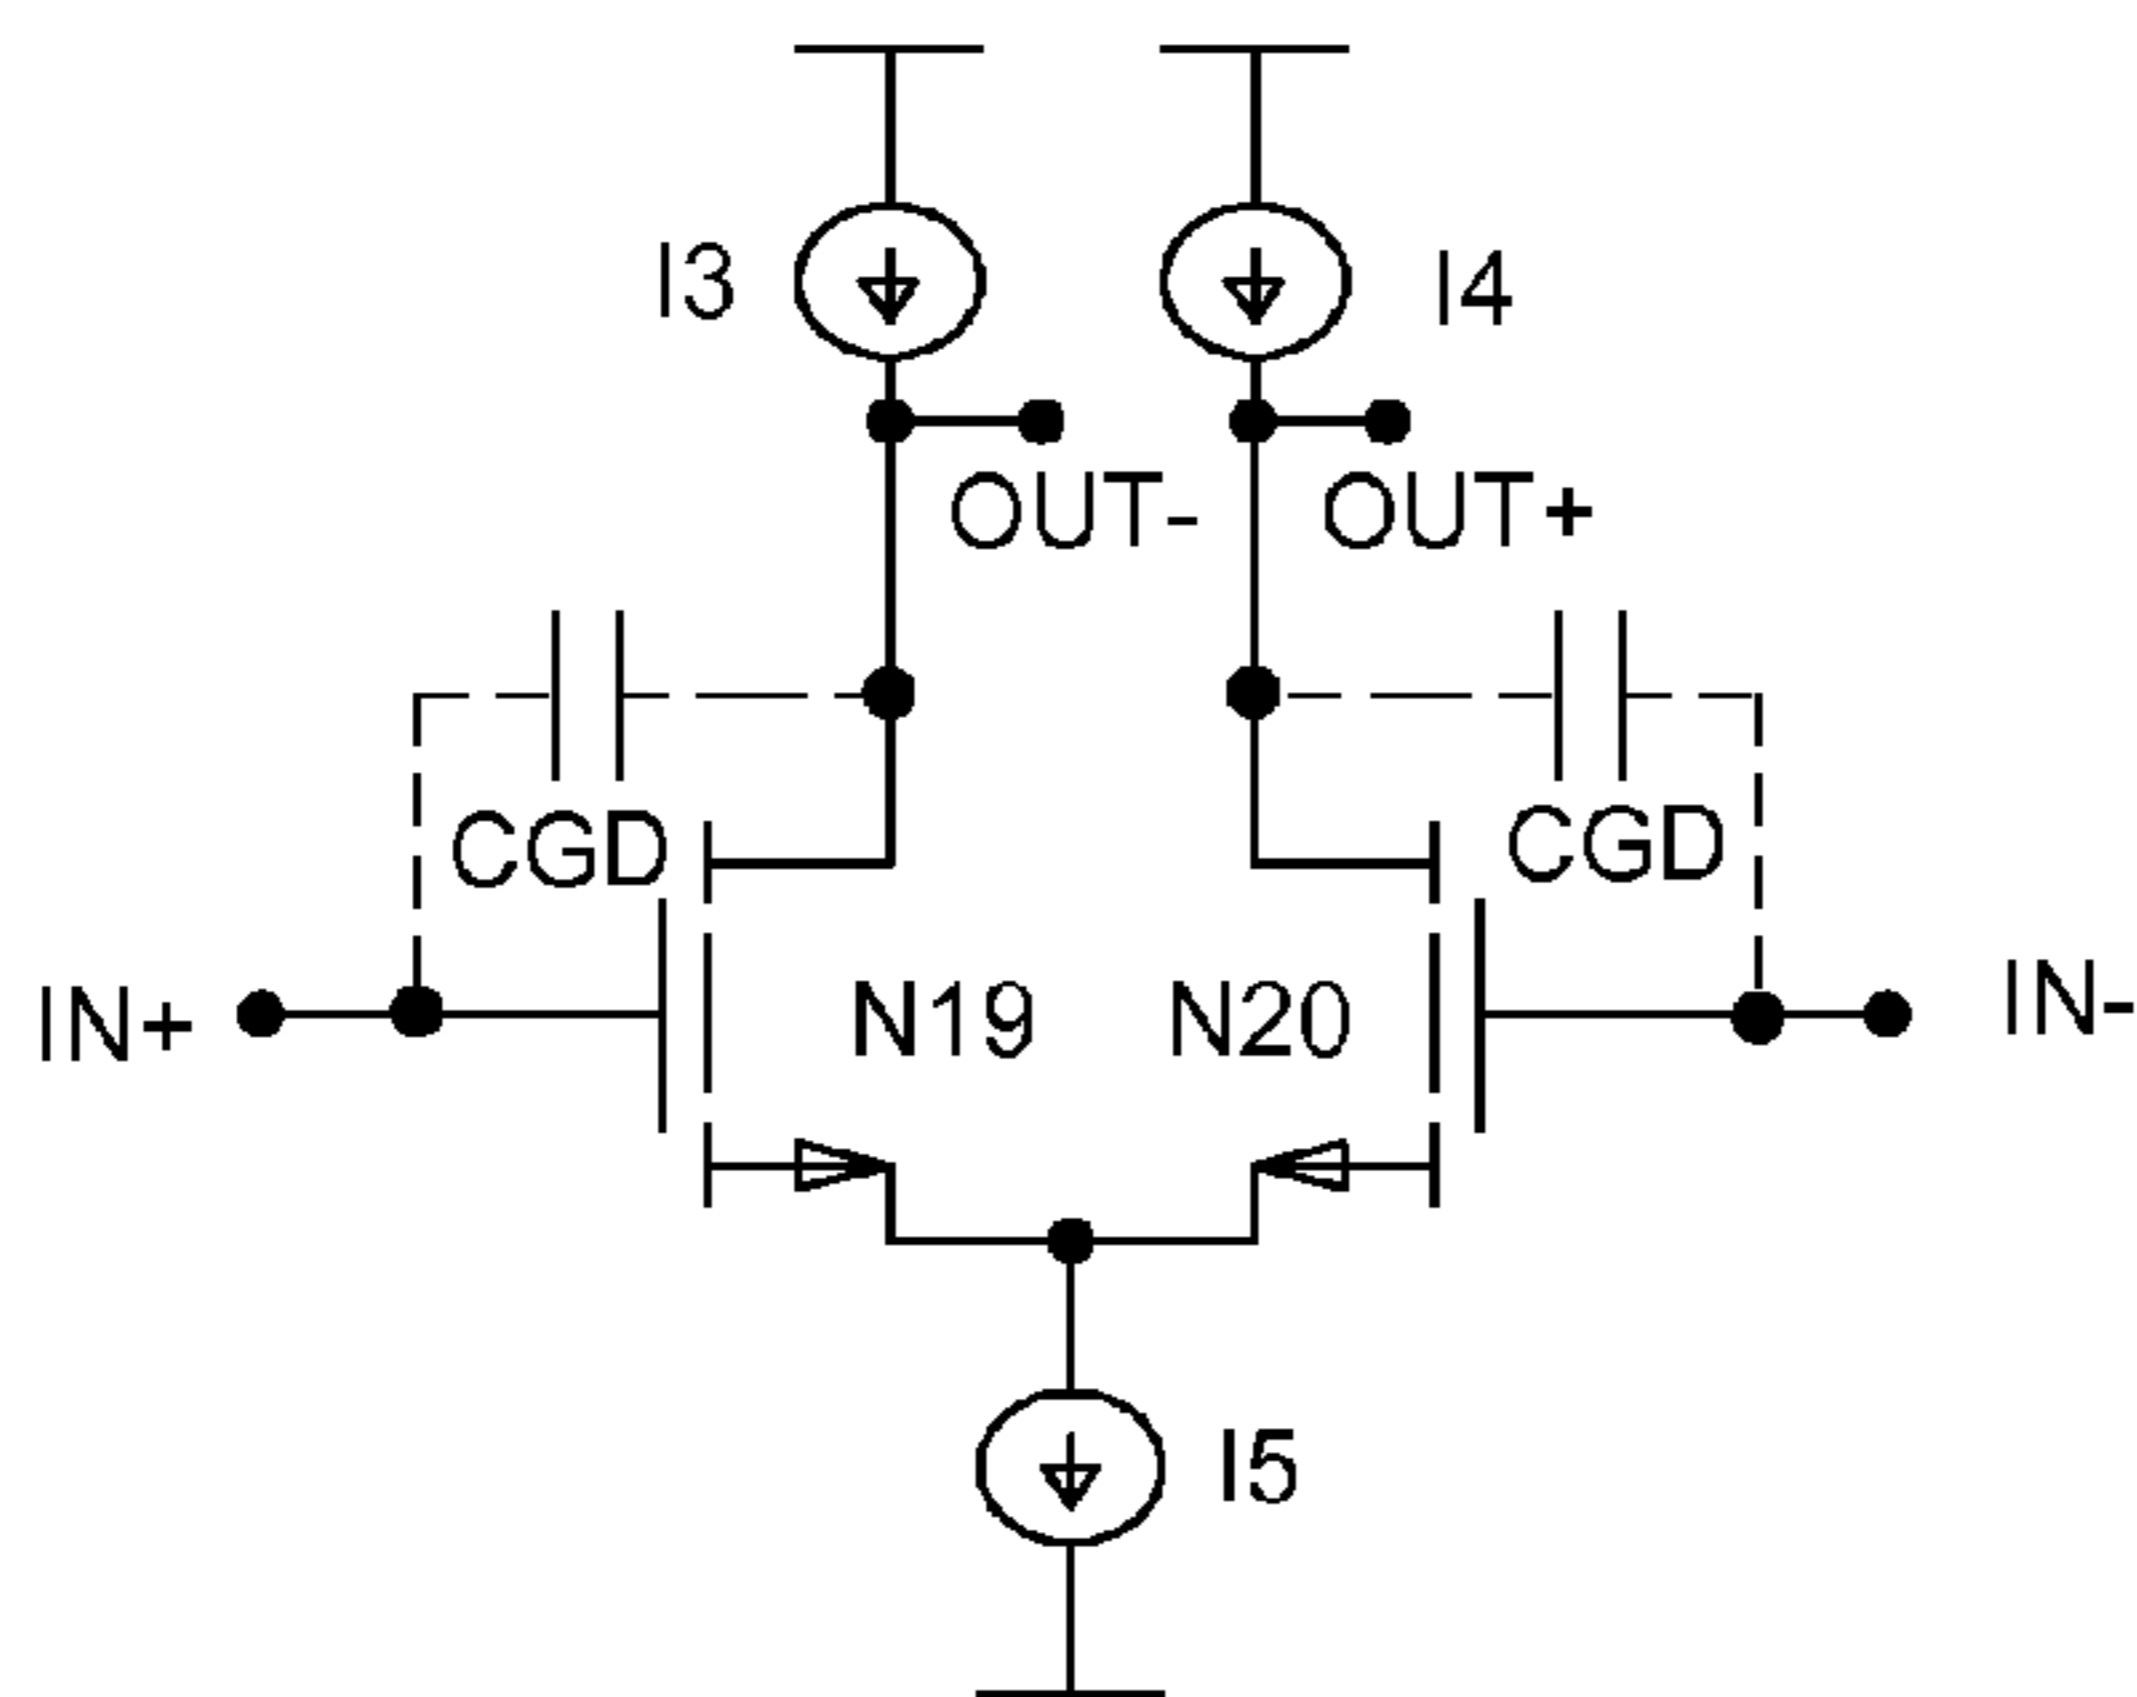 I3
I4
OUT-
OUT+
CGD
CGD
IN+
N19
N20
IN-
I5